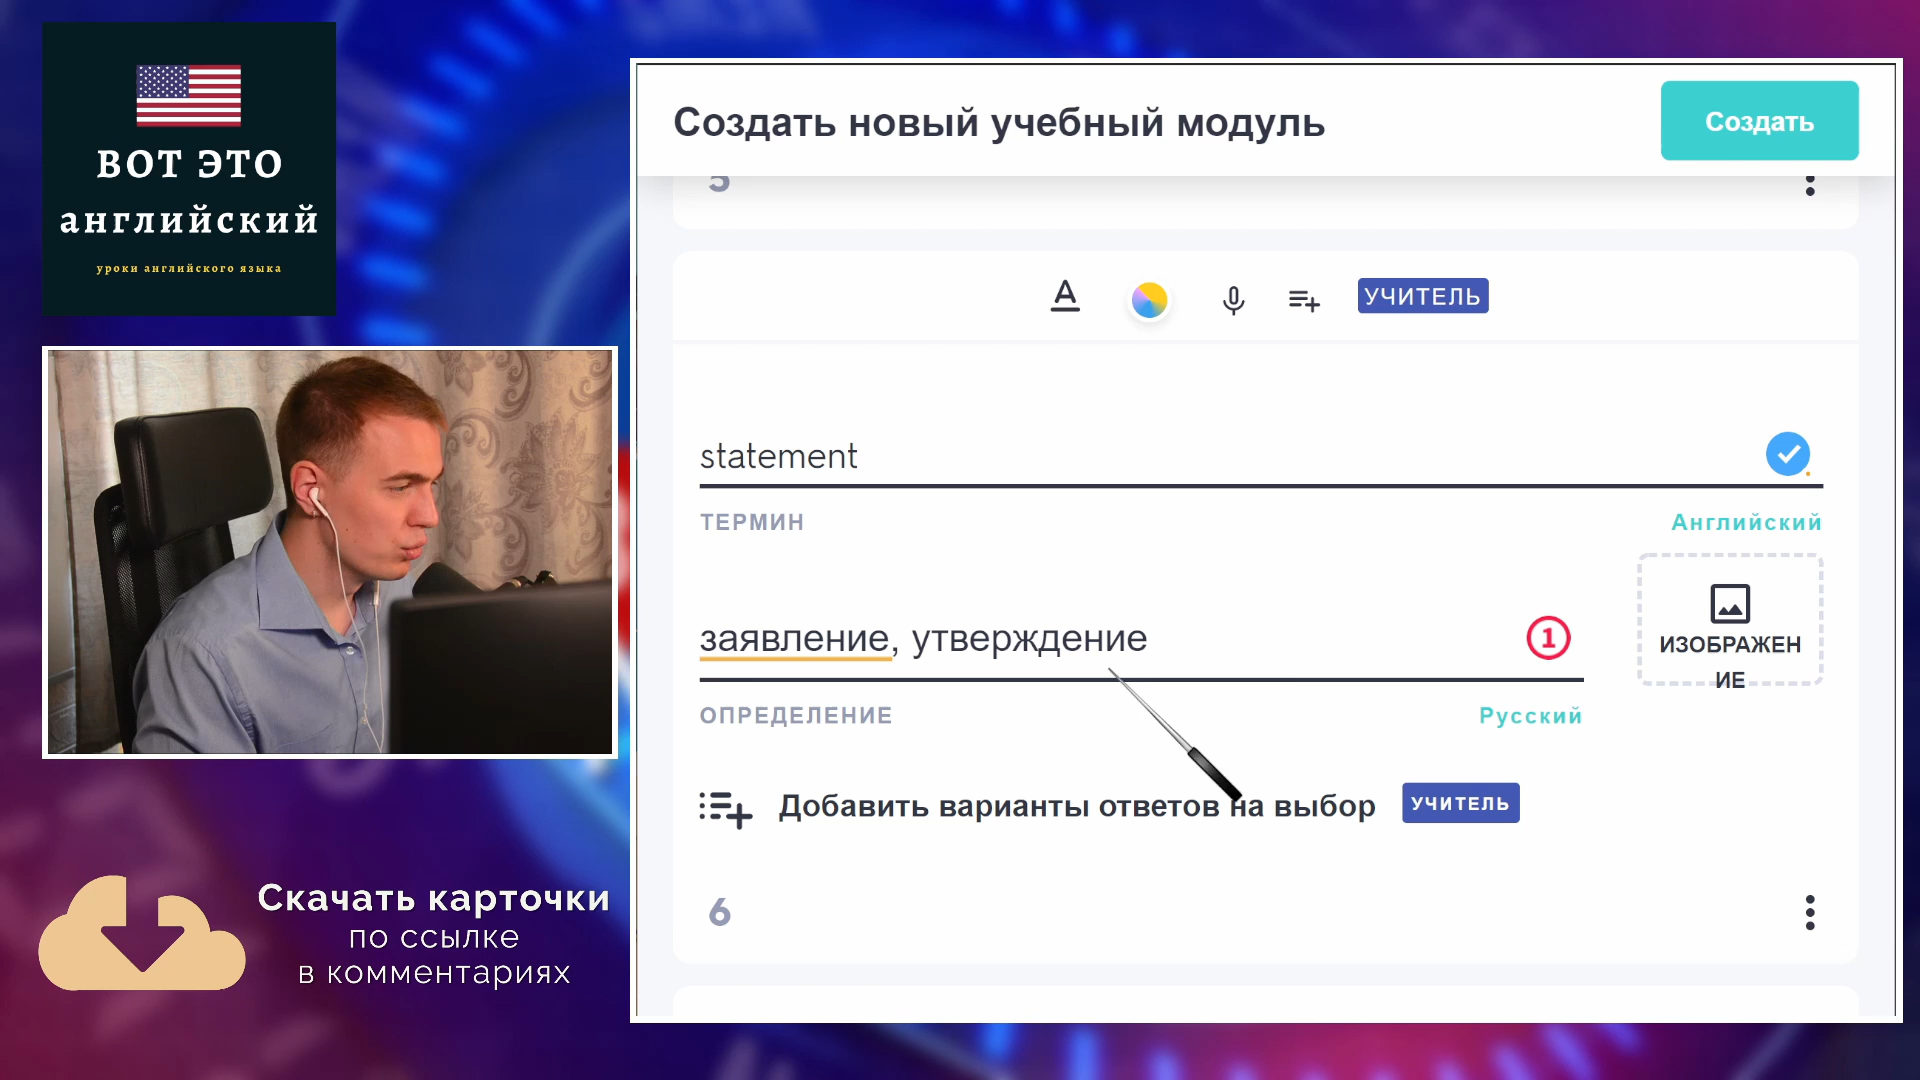 ВОТ ЭТО
английский
уроки английского языка
Скачать карточки
по ссылке
в комментариях
Создать новый учебный модуль
Создать
5
A
УЧИТЕЛЬ
statement
ТЕРМИН
Английский
заявление, утверждение
1
ОПРЕДЕЛЕНИЕ
Русский
ИЗОБРАЖЕН
ИЕ
Добавить варианты ответов на выбор
УЧИТЕЛЬ
6